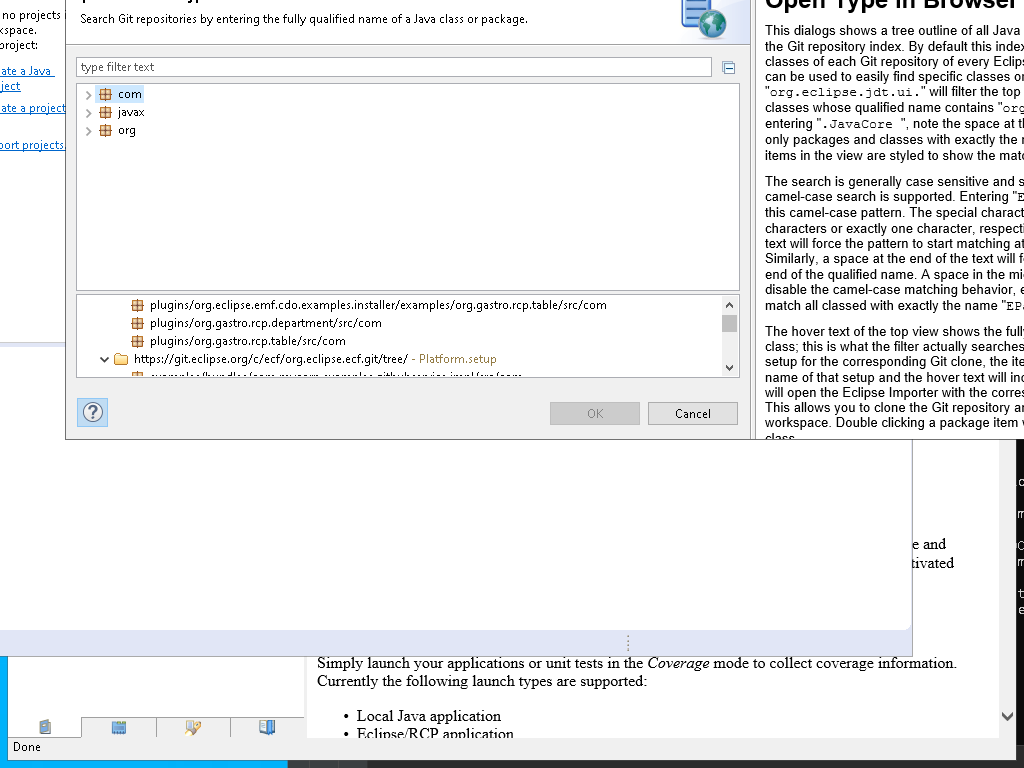 no projects
kspace.
project:
ate a Java
ject
ate a project
port projects.
Search Git repositories by entering the fully qualified name of a Java class or package.
type filter text
com
javax
org
plugins/org.eclipse.emf.cdo.examples.installer/examples/org.gastro.rcp.table/src/com
plugins/org.gastro.rcp.department/src/com
plugins/org.gastro.rcp.table/src/com
https://git.eclipse.org/c/ecf/org.eclipse.ecf.git/tree/ - Platform.setup
?
OK
Cancel
Open Type in Browser
This dialogs shows a tree outline of all Java
the Git repository index. By default this index
classes of each Git repository of every Eclips
can be used to easily find specific classes or
"org.eclipse.jdt.ui." will filter the top
classes whose qualified name contains "org
entering ".JavaCore ", note the space at th
only packages and classes with exactly the n
items in the view are styled to show the matc
The search is generally case sensitive and s
camel-case search is supported. Entering "E
this camel-case pattern. The special charact
characters or exactly one character, respecti
text will force the pattern to start matching at
Similarly, a space at the end of the text will f
end of the qualified name. A space in the mi
disable the camel-case matching behavior, e
match all classed with exactly the name "EPa
The hover text of the top view shows the full
class; this is what the filter actually searches
setup for the corresponding Git clone, the ite
name of that setup and the hover text will inc
will open the Eclipse Importer with the corres
This allows you to clone the Git repository an
workspace. Double clicking a package item w
class.
e and
tivated
Simply launch your applications or unit tests in the Coverage mode to collect coverage information.
Currently the following launch types are supported:
• Local Java application
• Eclipse/RCP application
Done